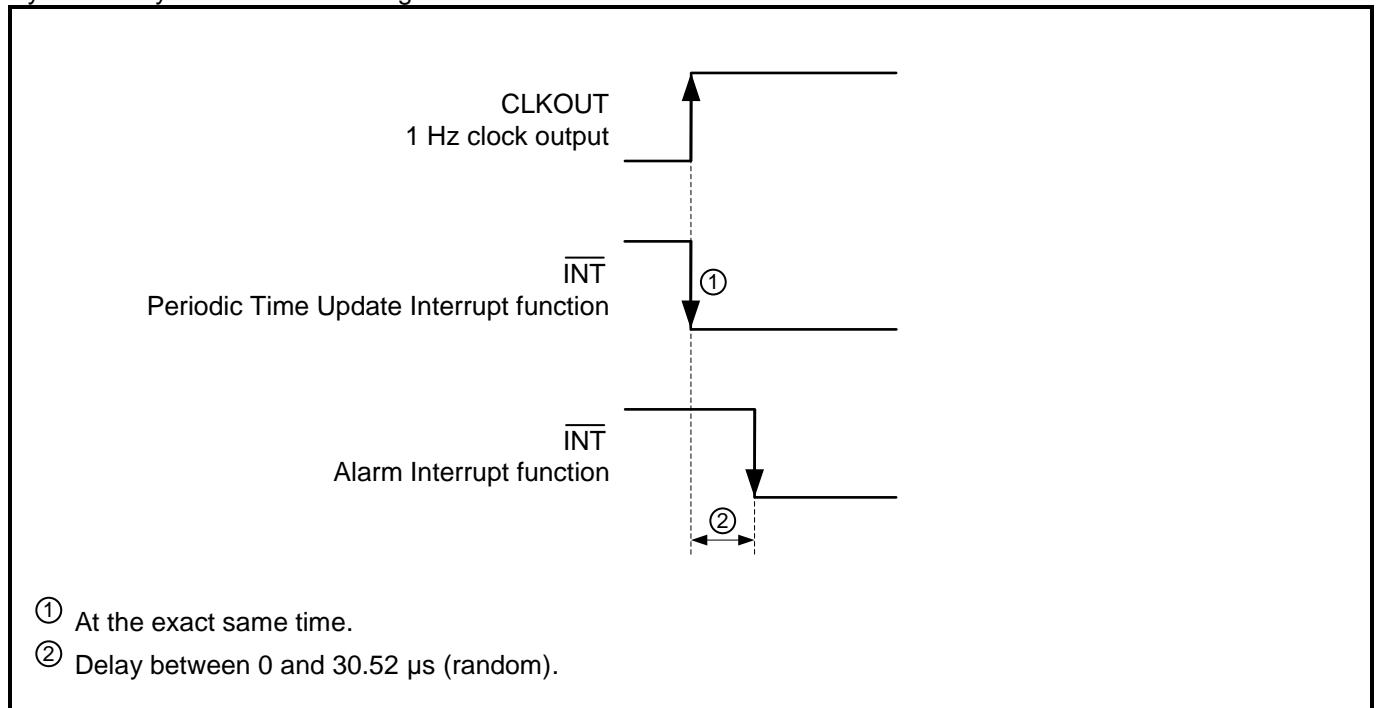 CLKOUT
1 Hz clock output
INT
①
Periodic Time Update Interrupt function
INT
Alarm Interrupt function
②
① At the exact same time.
② Delay between 0 and 30.52 µs (random).